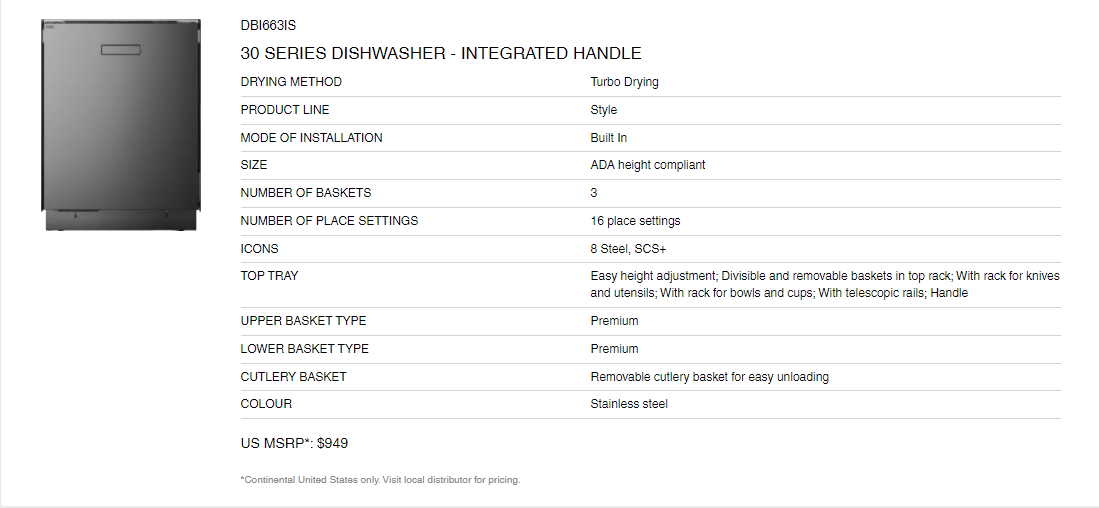 DBI663IS
30 SERIES DISHWASHER - INTEGRATED HANDLE
DRYING METHOD Turbo Drying
PRODUCT LINE Style
MODE OF INSTALLATION Built In
SIZE ADA height compliant
NUMBER OF BASKETS 3
NUMBER OF PLACE SETTINGS 16 place settings
ICONS 8 Steel, SCS+
TOP TRAY Easy height adjustment; Divisible and removable baskets in top rack; With rack for knives
and utensils; With rack for bowls and cups; With telescopic rails; Handle
UPPER BASKET TYPE Premium
LOWER BASKET TYPE Premium
CUTLERY BASKET Removable cutlery basket for easy unloading
COLOUR Stainless steel
US MSRP*: $949
*Continental United States only. Visit local distributor for pricing.